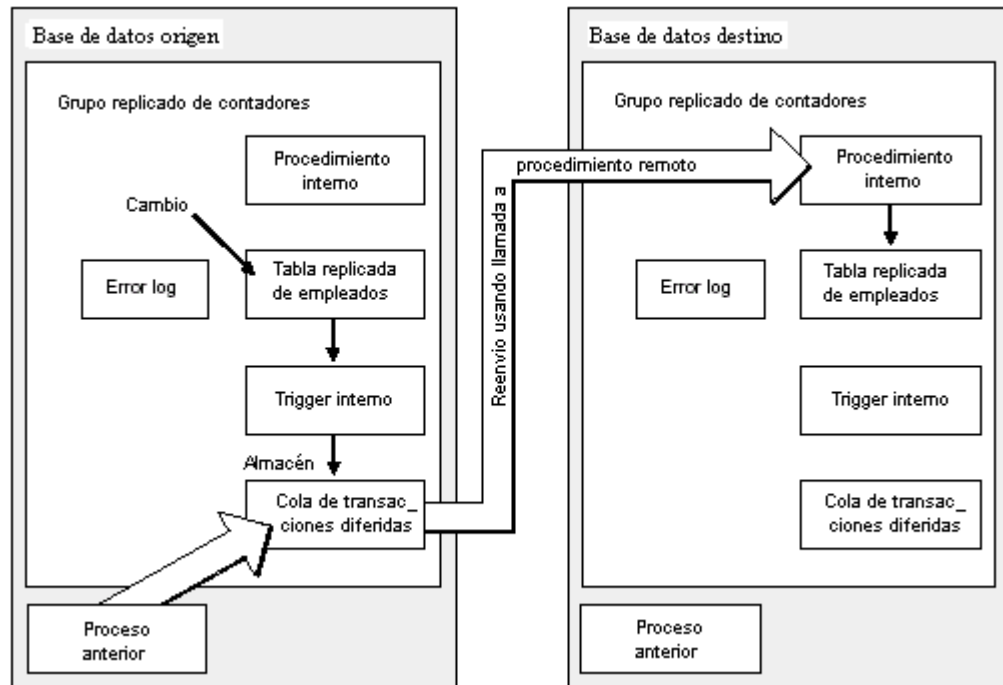 Base de datos origen
Grupo replicado de contadores
Procedimiento
interno
Cambio
Error log
Tabla replicada
de empleados
Trigger interno
Almacén
Cola de transac_
ciones diferidas
Proceso
anterior
Reenvio usando llamada a
procedimiento remoto
Base de datos destino
Grupo replicado de contadores
Procedimiento
interno
Error log
Tabla replicada
de empleados
Trigger interno
Cola de transac_
ciones diferidas
Proceso
anterior